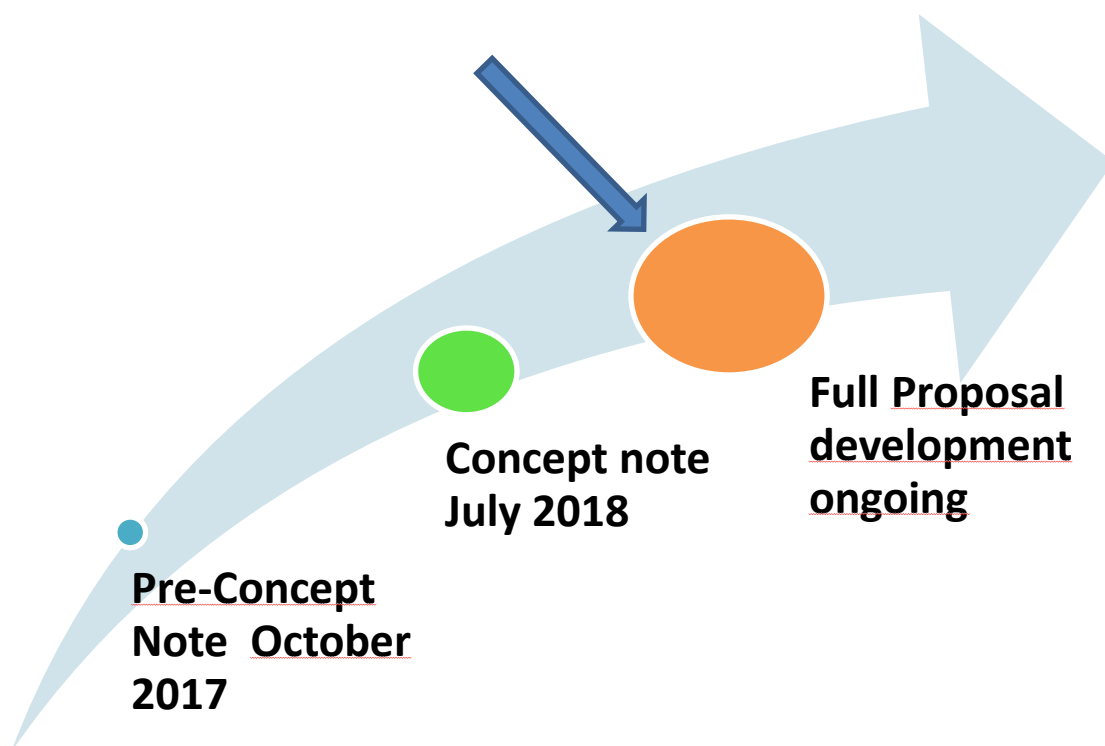 Pre-Concept
Note  October
2017
Concept note
July 2018
Full Proposal
development
ongoing